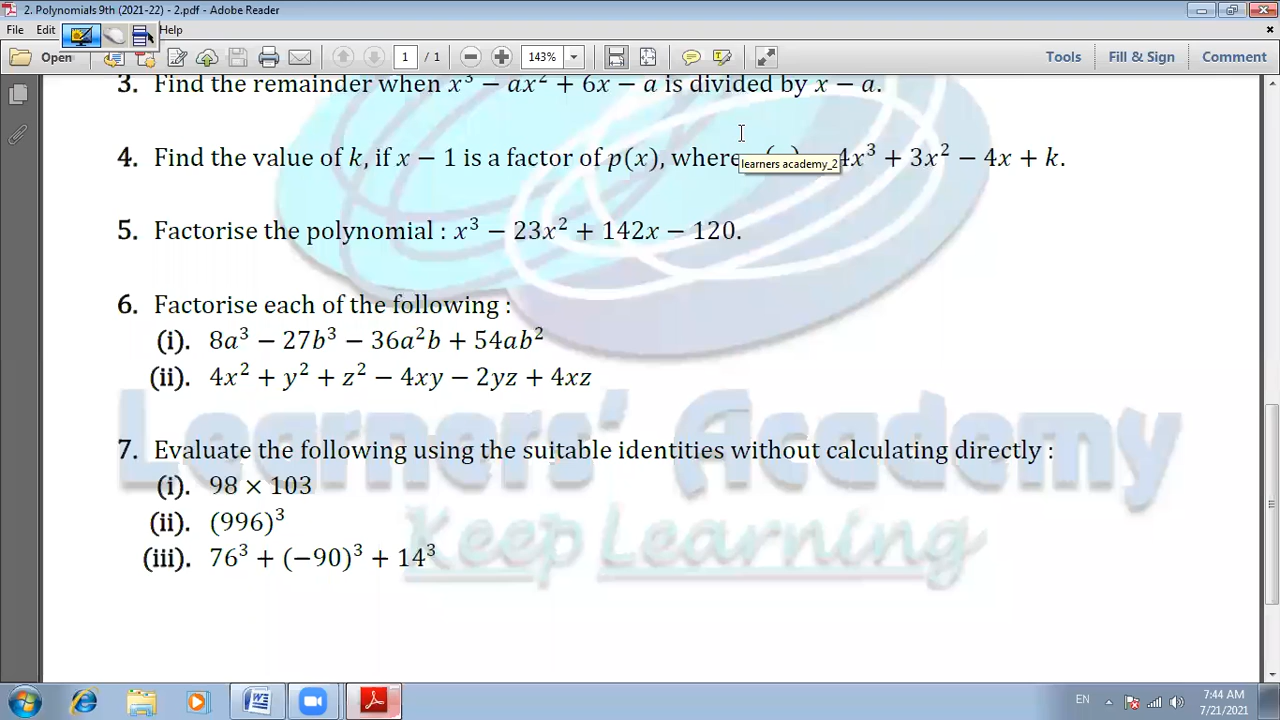 2. Polynomials 9th (2021-22) - 2.pdf - Adobe Reader
File Edit Help
Open 1 / 1 143% Tools Fill & Sign Comment
3. Find the remainder when x³ − ax² + 6x − a is divided by x − a.
4. Find the value of k, if x − 1 is a factor of p(x), where 4x³ + 3x² − 4x + k.
learners academy_2
5. Factorise the polynomial : x³ − 23x² + 142x − 120.
6. Factorise each of the following :
(i). 8a³ − 27b³ − 36a²b + 54ab²
(ii). 4x² + y² + z² − 4xy − 2yz + 4xz
Learners' Academy
7. Evaluate the following using the suitable identities without calculating directly :
(i). 98 × 103
(ii). (996)³
Keep Learning
(iii). 76³ + (−90)³ + 14³
EN 7:44 AM
7/21/2021